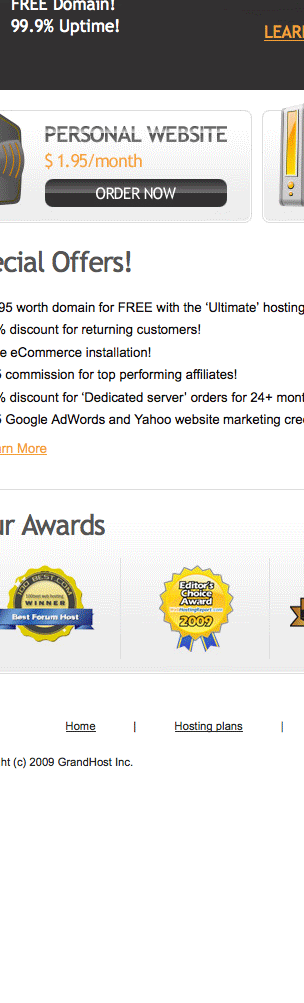 FREE Domain!
99.9% Uptime!
LEAR
PERSONAL WEBSITE
$ 1.95/month
ORDER NOW
ecial Offers!
95 worth domain for FREE with the ‘Ultimate’ hosting
% discount for returning customers!
e eCommerce installation!
5 commission for top performing affiliates!
% discount for ‘Dedicated server’ orders for 24+ mont
5 Google AdWords and Yahoo website marketing cre
arn More
ur Awards
100 BEST.COM
WINNER
Best Forum Host
Editor's
Choice
Award
2009
Home | Hosting plans |
ht (c) 2009 GrandHost Inc.